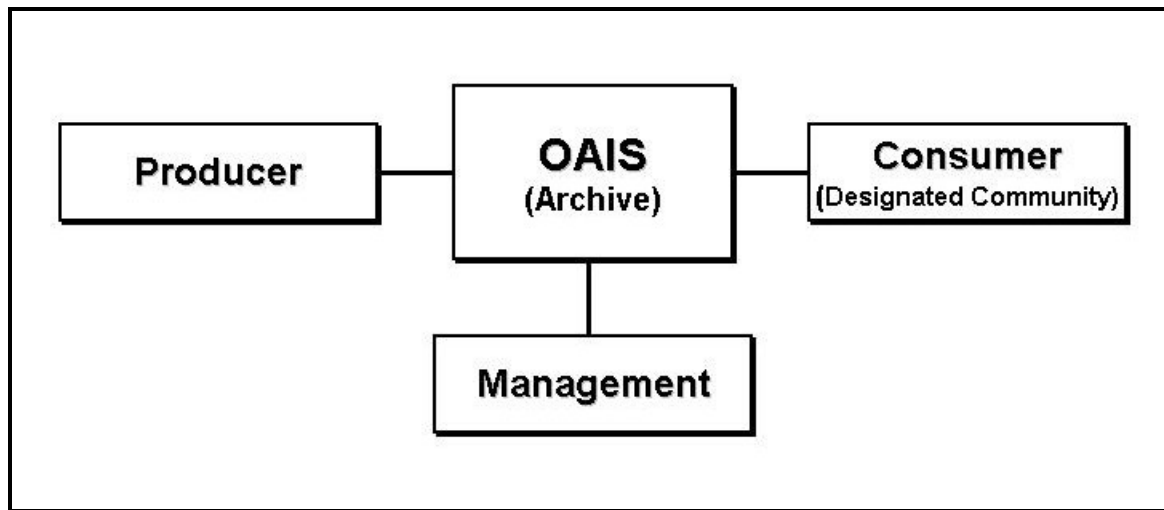 Producer
OAIS
(Archive)
Consumer
(Designated Community)
Management